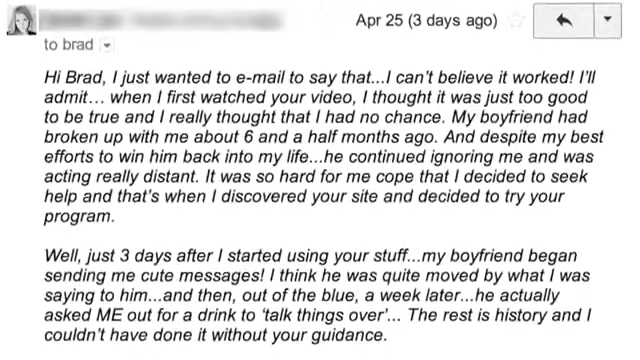 Apr 25 (3 days ago)
to brad
Hi Brad, I just wanted to e-mail to say that...I can't believe it worked! I'll
admit... when I first watched your video, I thought it was just too good
to be true and I really thought that I had no chance. My boyfriend had
broken up with me about 6 and a half months ago. And despite my best
efforts to win him back into my life...he continued ignoring me and was
acting really distant. It was so hard for me cope that I decided to seek
help and that's when I discovered your site and decided to try your
program.
Well, just 3 days after I started using your stuff...my boyfriend began
sending me cute messages! I think he was quite moved by what I was
saying to him...and then, out of the blue, a week later...he actually
asked ME out for a drink to 'talk things over'... The rest is history and I
couldn't have done it without your guidance.